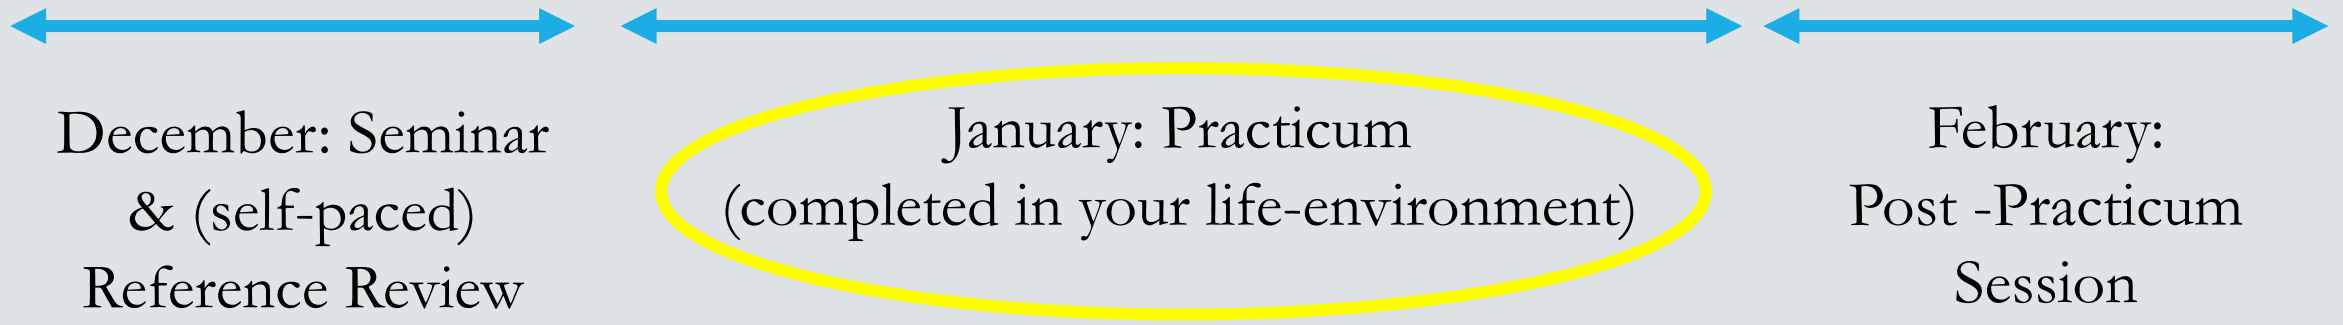 December: Seminar
& (self-paced)
Reference Review
January: Practicum
(completed in your life-environment)
February:
Post -Practicum
Session